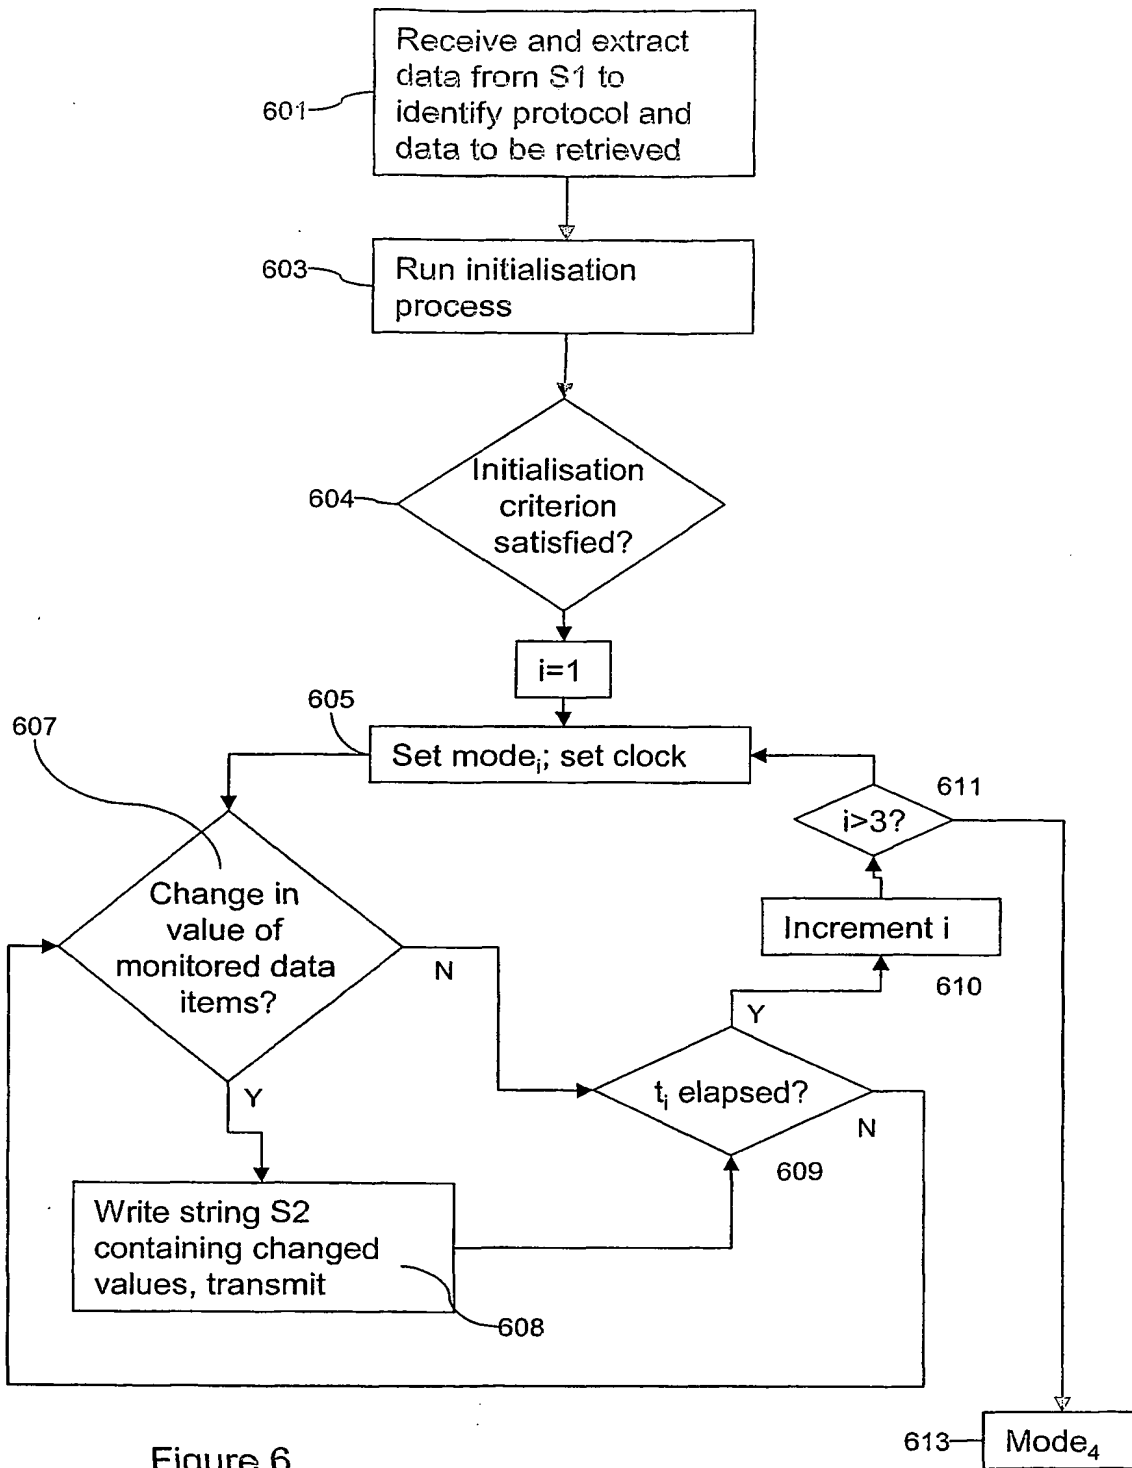 Receive and extract
data from S1 to
identify protocol and
data to be retrieved
601
Run initialisation
process
603
Initialisation
criterion
satisfied?
604
i=1
605
Set modeᵢ; set clock
607
611
i>3?
Change in
value of
monitored data
items?
N
Increment i
610
Y
Y
tᵢ elapsed?
N
609
Write string S2
containing changed
values, transmit
608
613
Mode₄
Figure 6